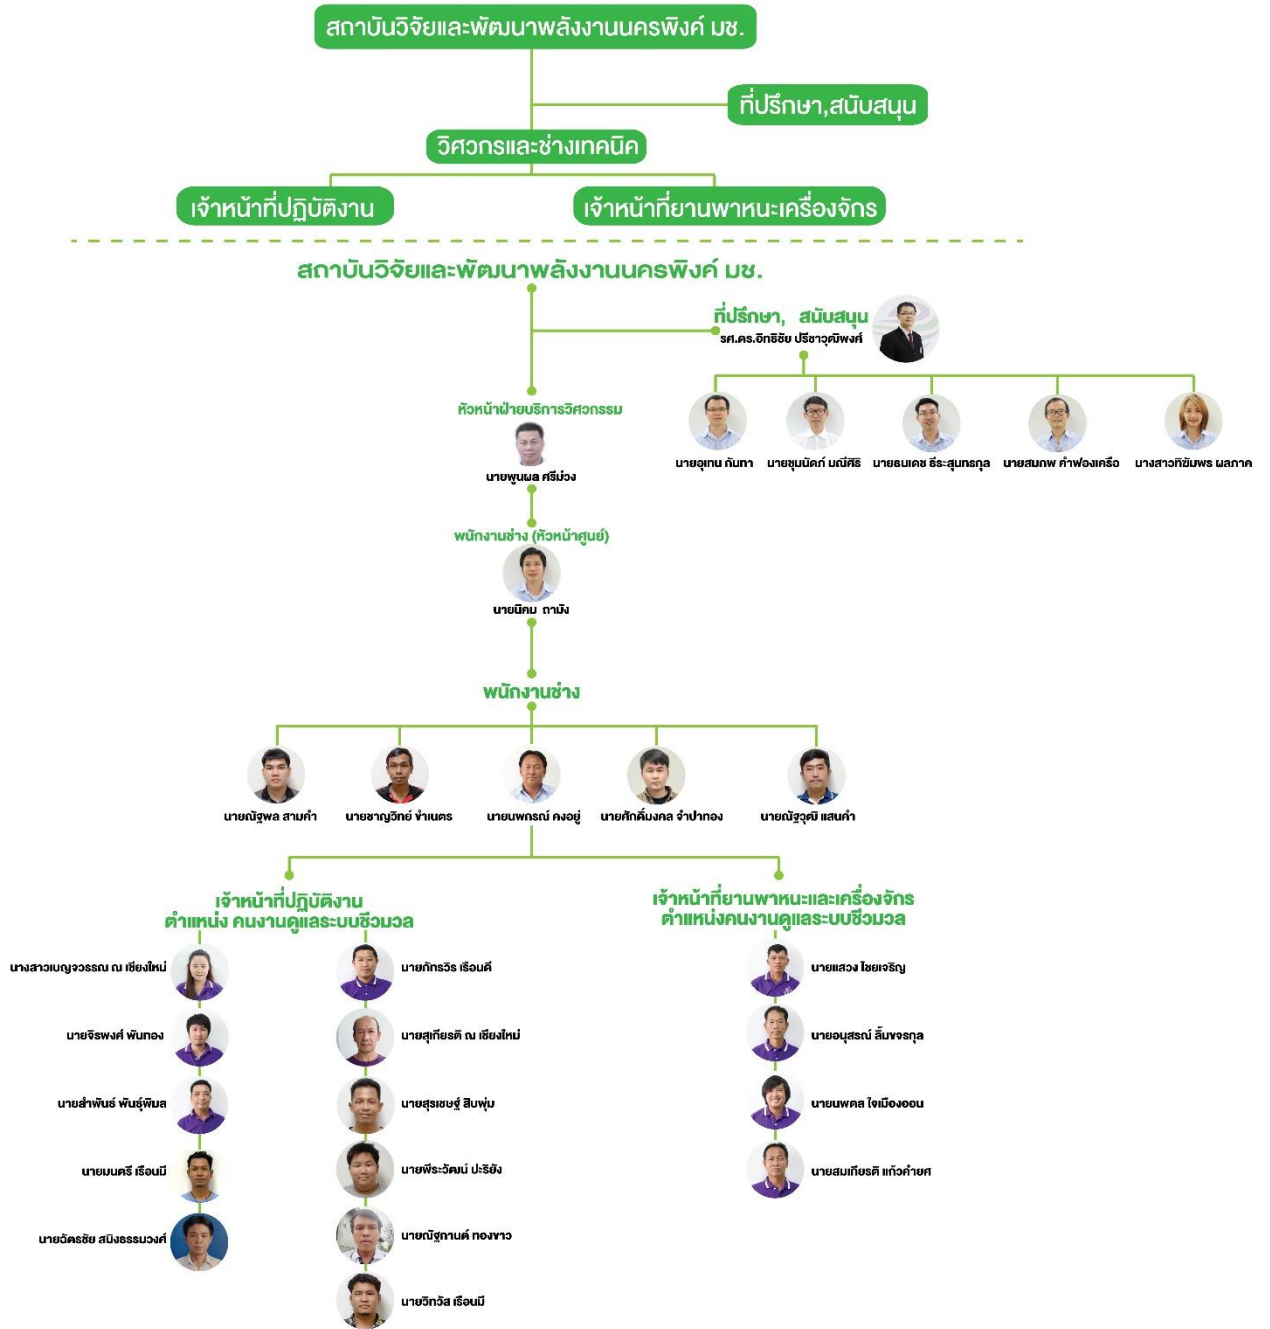 สถาบันวิจัยและพัฒนาพลังงานนครพิงค์ มช.
ที่ปรึกษา,สนับสนุน
วิศวกรและช่างเทคนิค
เจ้าหน้าที่ปฏิบัติงาน
เจ้าหน้าที่ยานพาหนะเครื่องจักร
สถาบันวิจัยและพัฒนาพลังงานนครพิงค์ มช.
ที่ปรึกษา, สนับสนุน
รศ.ดร.อิทธิชัย ปรีชาวุฒิพงศ์
หัวหน้าฝ่ายบริการวิศวกรรม
นายอุเทน กันทา
นายชุมนัดภ์ มณีศิริ
นายธนเดช ธีระสุนทรกุล
นายสมภพ คำฟองเครือ
นางสาวทิฆัมพร ผลภาค
นายพูนผล ศรีม่วง
พนักงานช่าง (หัวหน้าศูนย์)
นายนิคม ถามัง
พนักงานช่าง
นายณัฐพล สามคำ
นายชาญวิทย์ ขำเนตร
นายนพกรณ์ คงอยู่
นายศักดิ์มงคล จำปาทอง
นายณัฐวุฒิ แสนคำ
เจ้าหน้าที่ปฏิบัติงาน
ตำแหน่ง คนงานดูแลระบบชีวมวล
เจ้าหน้าที่ยานพาหนะและเครื่องจักร
ตำแหน่งคนงานดูแลระบบชีวมวล
นางสาวเบญจวรรณ ณ เชียงใหม่
นายภัทรวิร เรือนดี
นายแสวง ไชยเจริญ
นายจิรพงศ์ พันทอง
นายสุเกียรติ ณ เชียงใหม่
นายอนุสรณ์ ลิ้มขจรกุล
นายสำพันธ์ พันธุ์พิมล
นายสุรเชษฐ์ สิบพุ่ม
นายนพดล ใจเมืองออน
นายมนตรี เรือนมี
นายพีระวัฒน์ ปะริยัง
นายสมเกียรติ แก้วคำยศ
นายฉัตรชัย สมิงธรรมวงศ์
นายณัฐกานต์ ทองขาว
นายวิทวัส เรือนมี